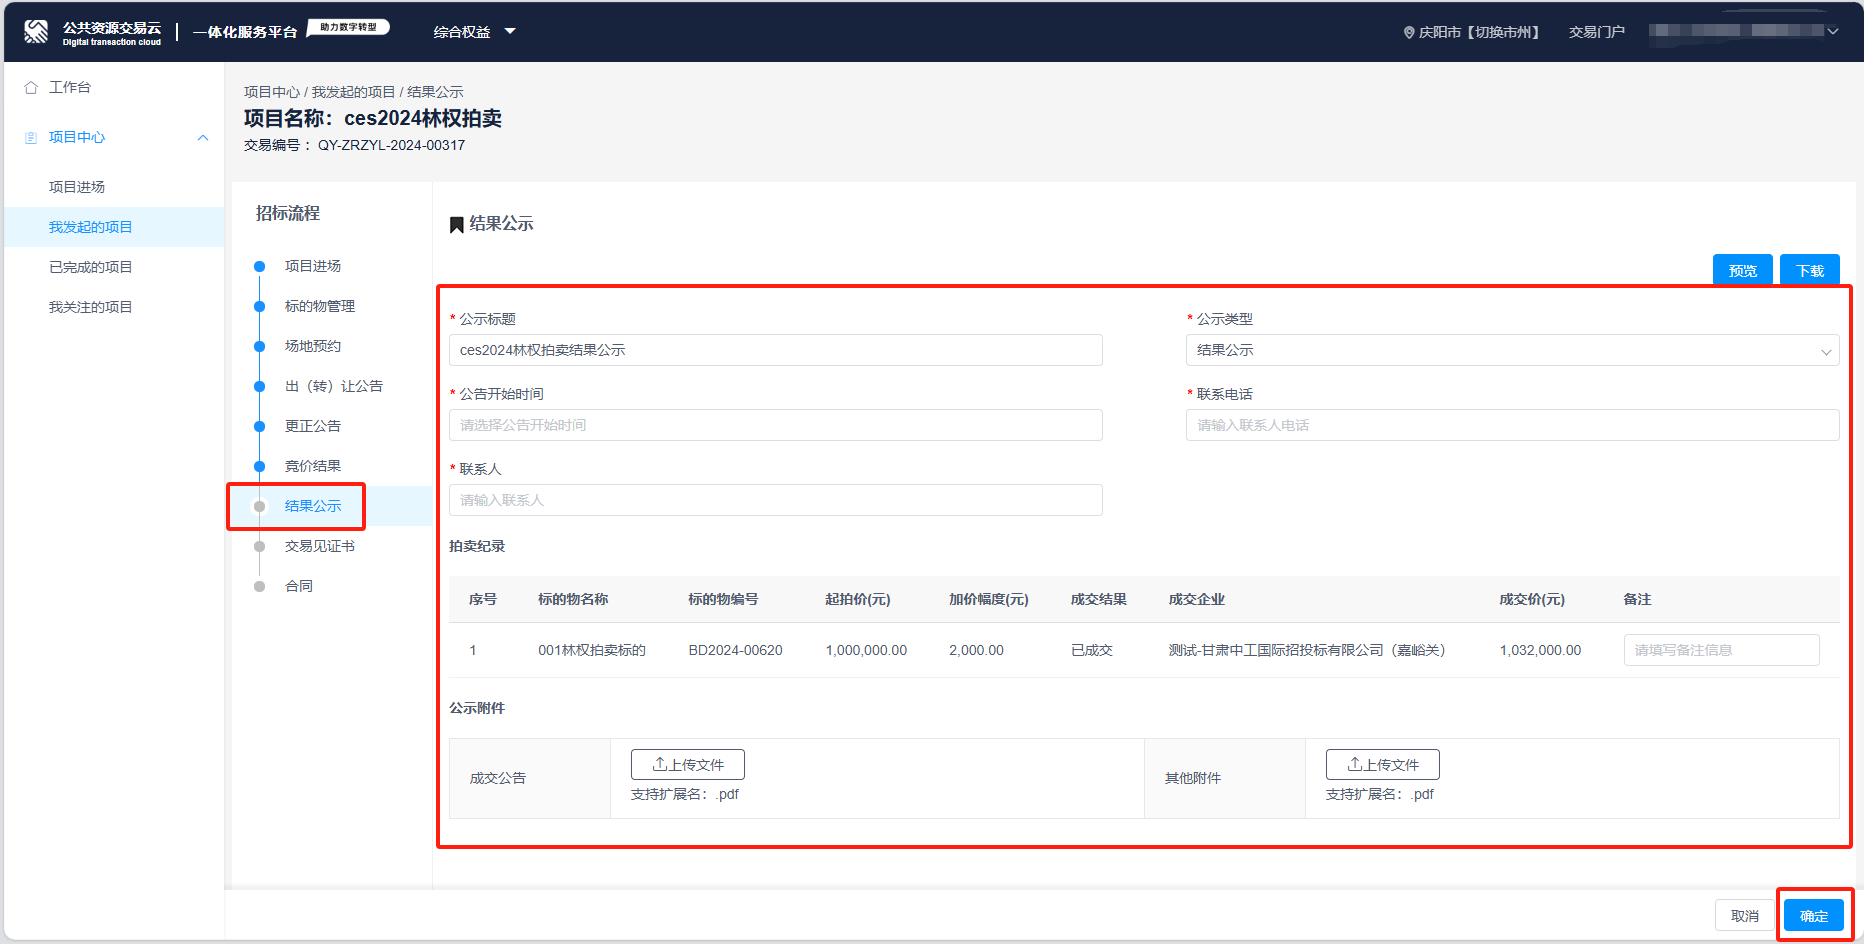 公共资源交易云
Digital transaction cloud
一体化服务平台
助力数字转型
综合权益
庆阳市【切换市州】
交易门户
工作台
项目中心
项目进场
我发起的项目
已完成的项目
我关注的项目
项目中心 / 我发起的项目 / 结果公示
项目名称：ces2024林权拍卖
交易编号： QY-ZRZYL-2024-00317
招标流程
项目进场
标的物管理
场地预约
出（转）让公告
更正公告
竞价结果
结果公示
交易见证书
合同
结果公示
预览 下载
* 公示标题
ces2024林权拍卖结果公示
* 公示类型
结果公示
* 公告开始时间
请选择公告开始时间
* 联系电话
请输入联系人电话
* 联系人
请输入联系人
拍卖纪录
序号 标的物名称 标的物编号 起拍价(元) 加价幅度(元) 成交结果 成交企业 成交价(元) 备注
1 001林权拍卖标的 BD2024-00620 1,000,000.00 2,000.00 已成交 测试-甘肃中工国际招投标有限公司（嘉峪关） 1,032,000.00 请填写备注信息
公示附件
成交公告
上传文件
支持扩展名：.pdf
其他附件
上传文件
支持扩展名：.pdf
取消 确定